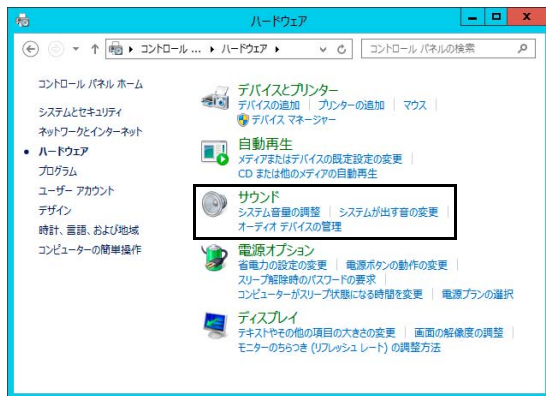 ハードウェア
コントロール ... ▸ ハードウェア ▸
コントロール パネルの検索
コントロール パネル ホーム
システムとセキュリティ
ネットワークとインターネット
• ハードウェア
プログラム
ユーザー アカウント
デザイン
時計、言語、および地域
コンピューターの簡単操作
デバイスとプリンター
デバイスの追加 | プリンターの追加 | マウス |
デバイス マネージャー
自動再生
メディアまたはデバイスの既定設定の変更 |
CD または他のメディアの自動再生
サウンド
システム音量の調整 | システムが出す音の変更 |
オーディオ デバイスの管理
電源オプション
省電力の設定の変更 | 電源ボタンの動作の変更 |
スリープ解除時のパスワードの要求 |
コンピューターがスリープ状態になる時間を変更 | 電源プランの選択
ディスプレイ
テキストやその他の項目の大きさの変更 | 画面の解像度の調整 |
モニターのちらつき (リフレッシュ レート) の調整方法